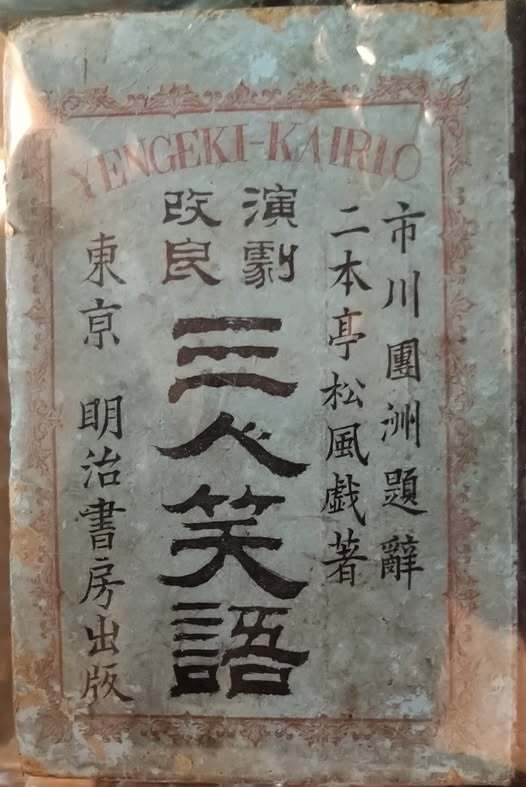 YENGEKI-KAIRIO
市川團洲題辭
二本亭松風戯著
演劇
改良
三人笑語
東京 明治書房出版